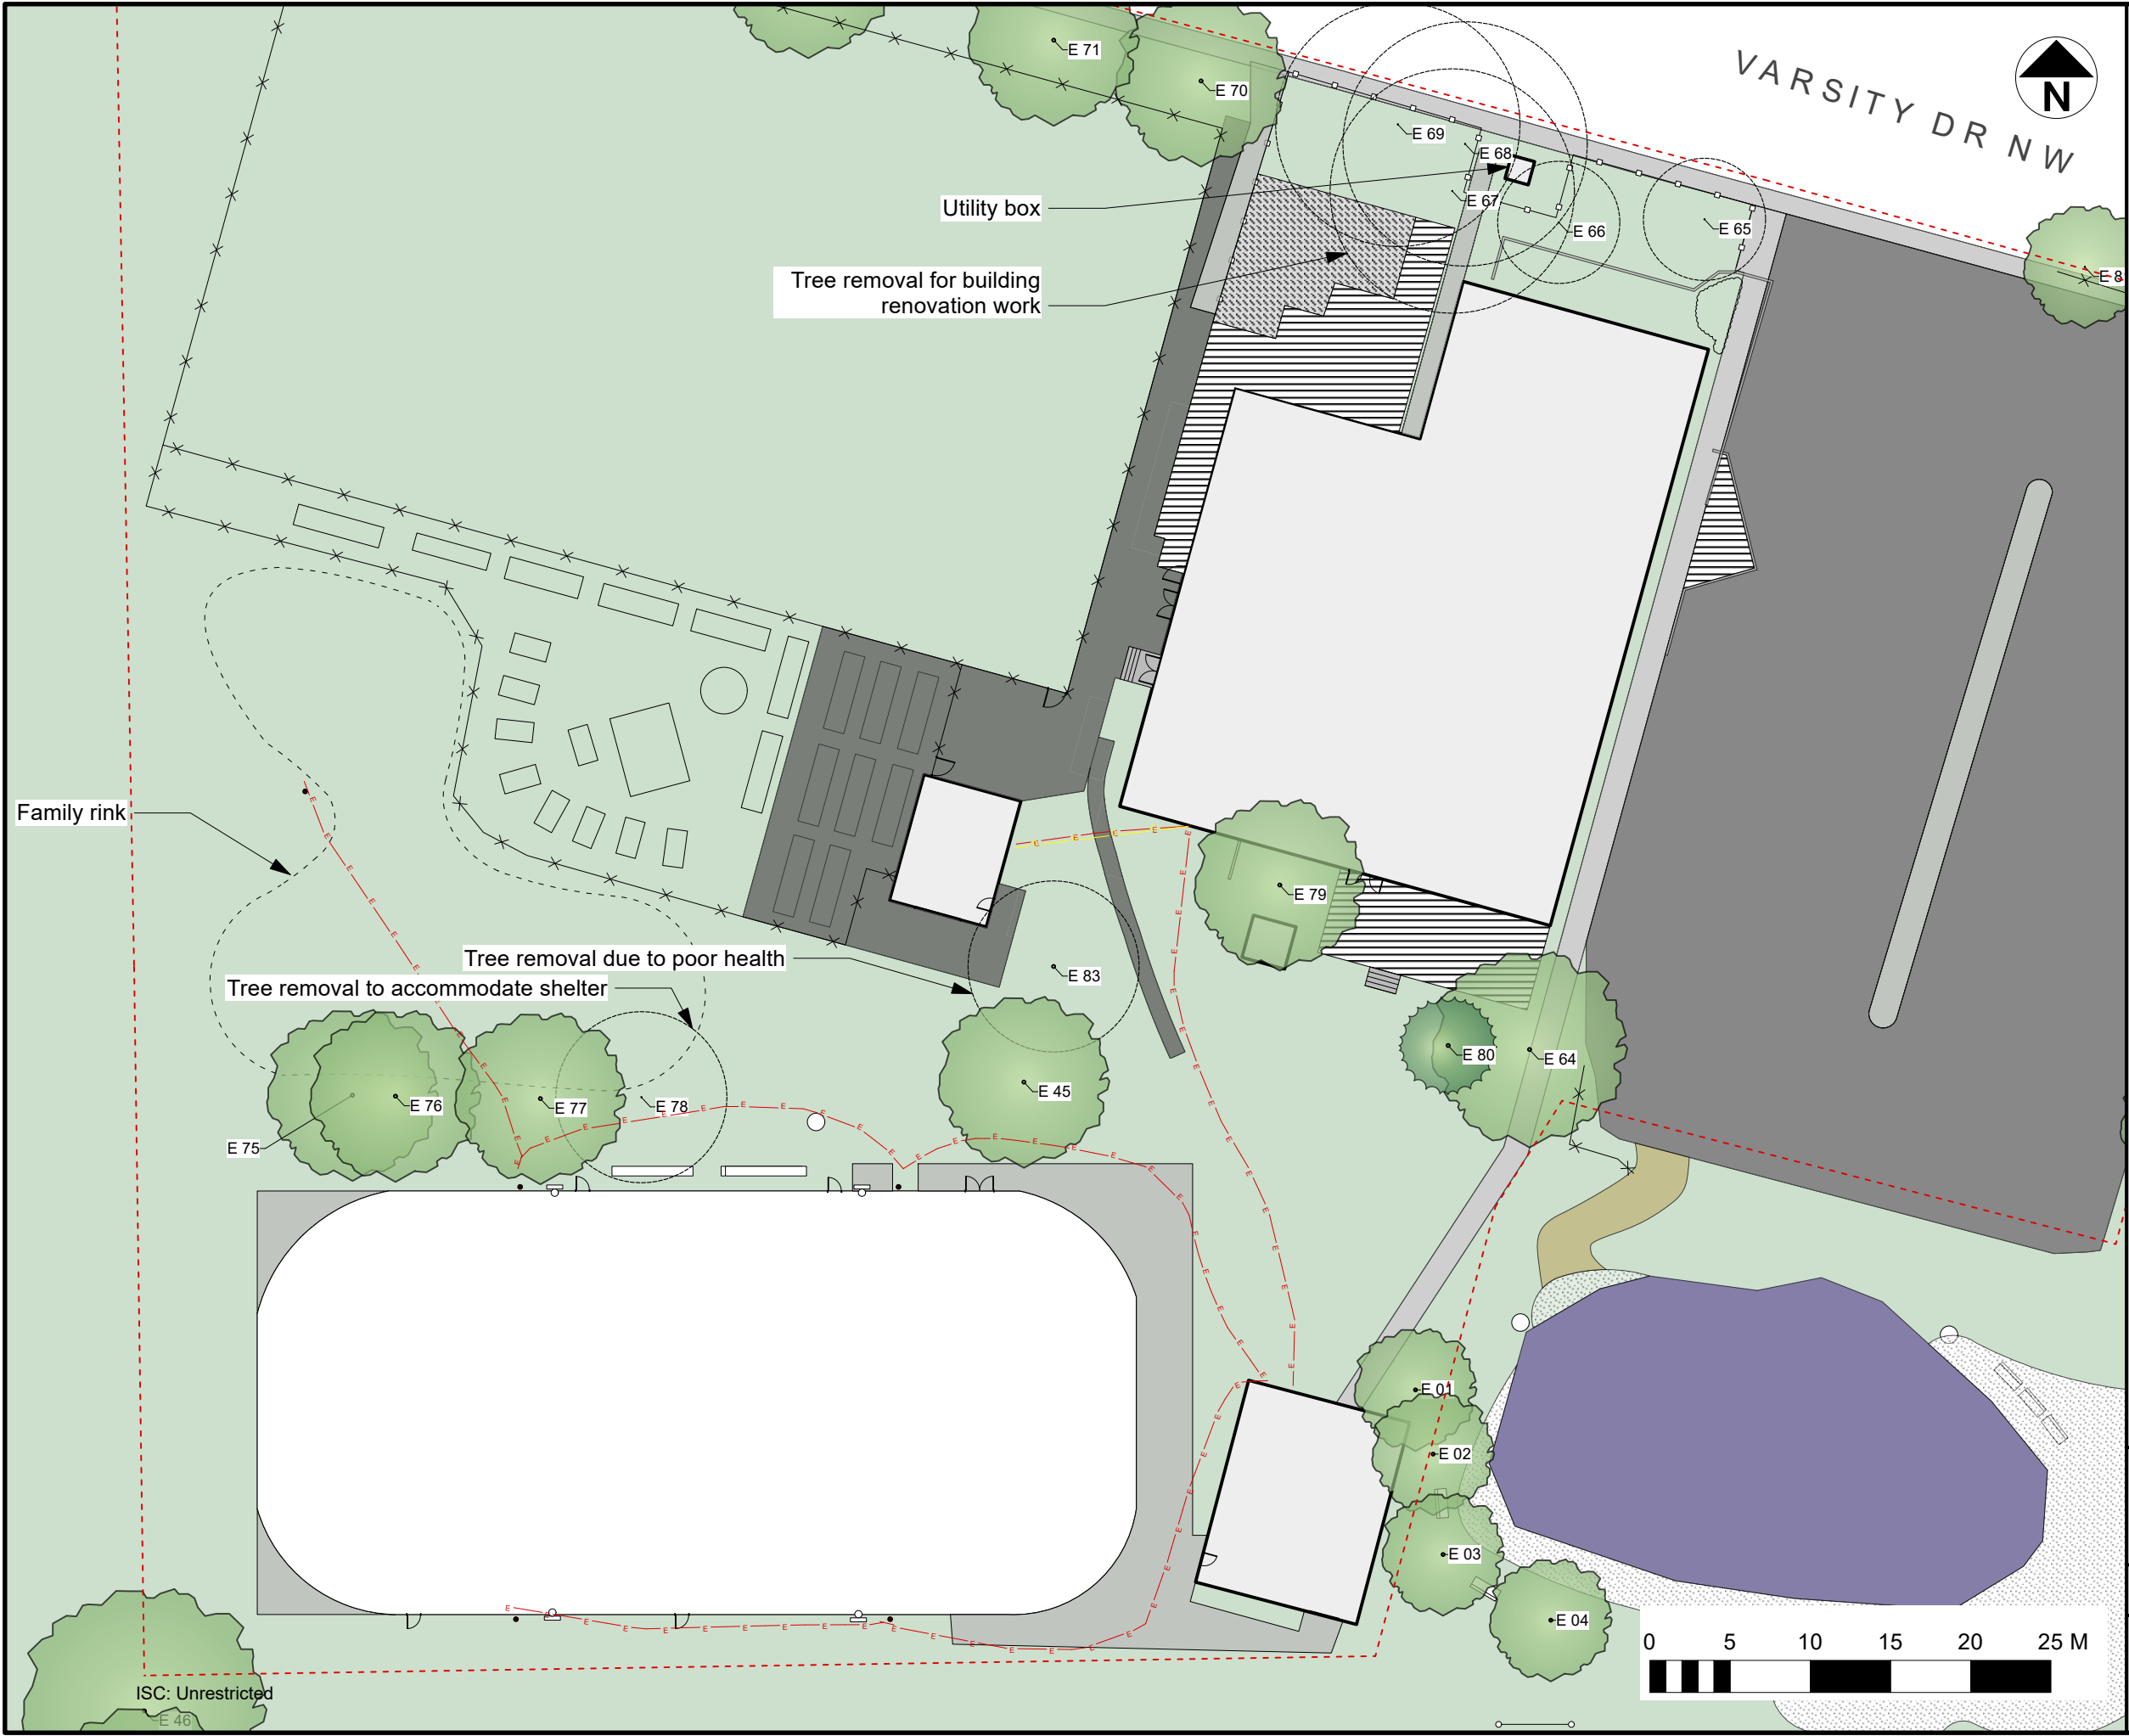 E 71
E 70
VARSITY DR NW
N
E 69
E 68
E 67
Utility box
E 66
E 65
E 8
Tree removal for building
renovation work
Family rink
E 79
Tree removal due to poor health
E 83
Tree removal to accommodate shelter
E 80
E 64
E 45
E 76
E 77
E 78
E 75
E 01
E 02
E 03
E 04
0 5 10 15 20 25 M
ISC: Unrestricted
E 46